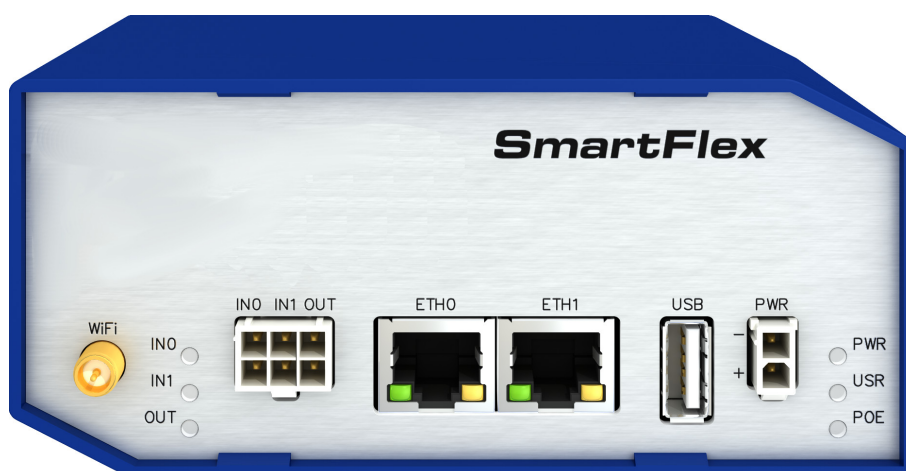 SmartFlex
IN0 IN1 OUT
ETH0
ETH1
USB
PWR
WiFi
IN0
IN1
OUT
-
+
PWR
USR
POE